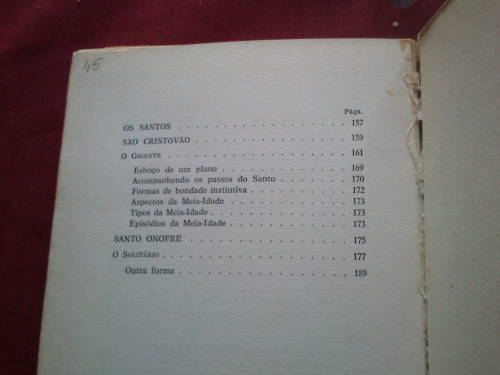 45
Págs.
OS SANTOS . . . . . . . . . . . . . . 157
SÃO CRISTOVÃO . . . . . . . . . . . . 159
O GIGANTE . . . . . . . . . . . . . . 161
Esboço de um plano . . . . . . . . . . 169
Acompanhando os passos do Santo . . . . . 170
Formas de bondade instintiva . . . . . . . 172
Aspectos da Meia-Idade . . . . . . . . . 173
Tipos da Meia-Idade . . . . . . . . . . 173
Episódios da Meia-Idade . . . . . . . . . 173
SANTO ONOFRE . . . . . . . . . . . . 175
O SOLITÁRIO . . . . . . . . . . . . . . 177
Outra forma . . . . . . . . . . . . . 189